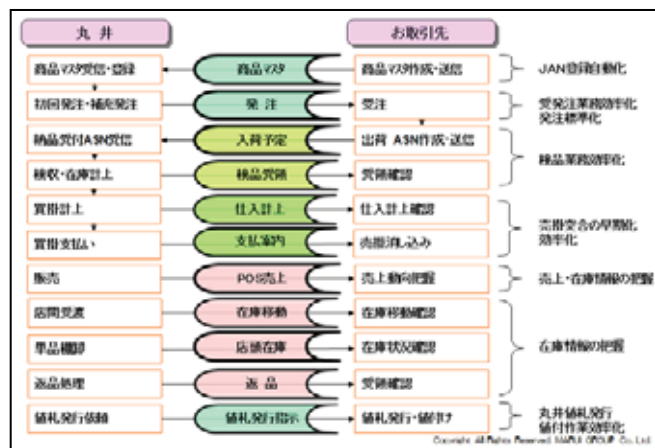 丸 井
お取引先
商品マスタ受信・登録
商品マスタ
商品マスタ作成・送信
JAN登録自動化
初回発注・補充発注
発 注
受注
受発注業務効率化
発注標準化
納品受付ASN受信
入荷予定
出荷 ASN作成・送信
検品業務効率化
検収・在庫計上
検品受領
受領確認
買掛計上
仕入計上
仕入計上確認
売掛照合の早期化
効率化
買掛支払い
支払案内
売掛消し込み
販売
POS売上
売上動向把握
売上・在庫情報の把握
店間受渡
在庫移動
在庫移動確認
在庫情報の把握
単品棚卸
店頭在庫
在庫状況確認
返品処理
返 品
受領確認
値札発行依頼
値札発行指示
値札発行・値付け
丸井値札発行
値付作業効率化
Copyright All Rights Reserved. MARUI GROUP Co., Ltd.